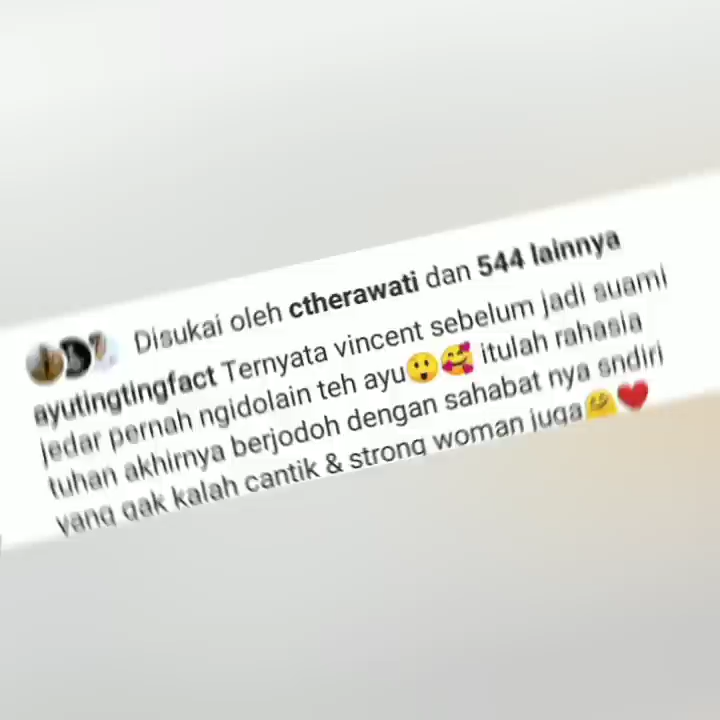 Disukai oleh ctherawati dan 544 lainnya
ayutingtingfact Ternyata vincent sebelum jadi suami
jedar pernah ngidolain teh ayu😲🥰 itulah rahasia
tuhan akhirnya berjodoh dengan sahabat nya sndiri
yang gak kalah cantik & strong woman juga🤗❤️